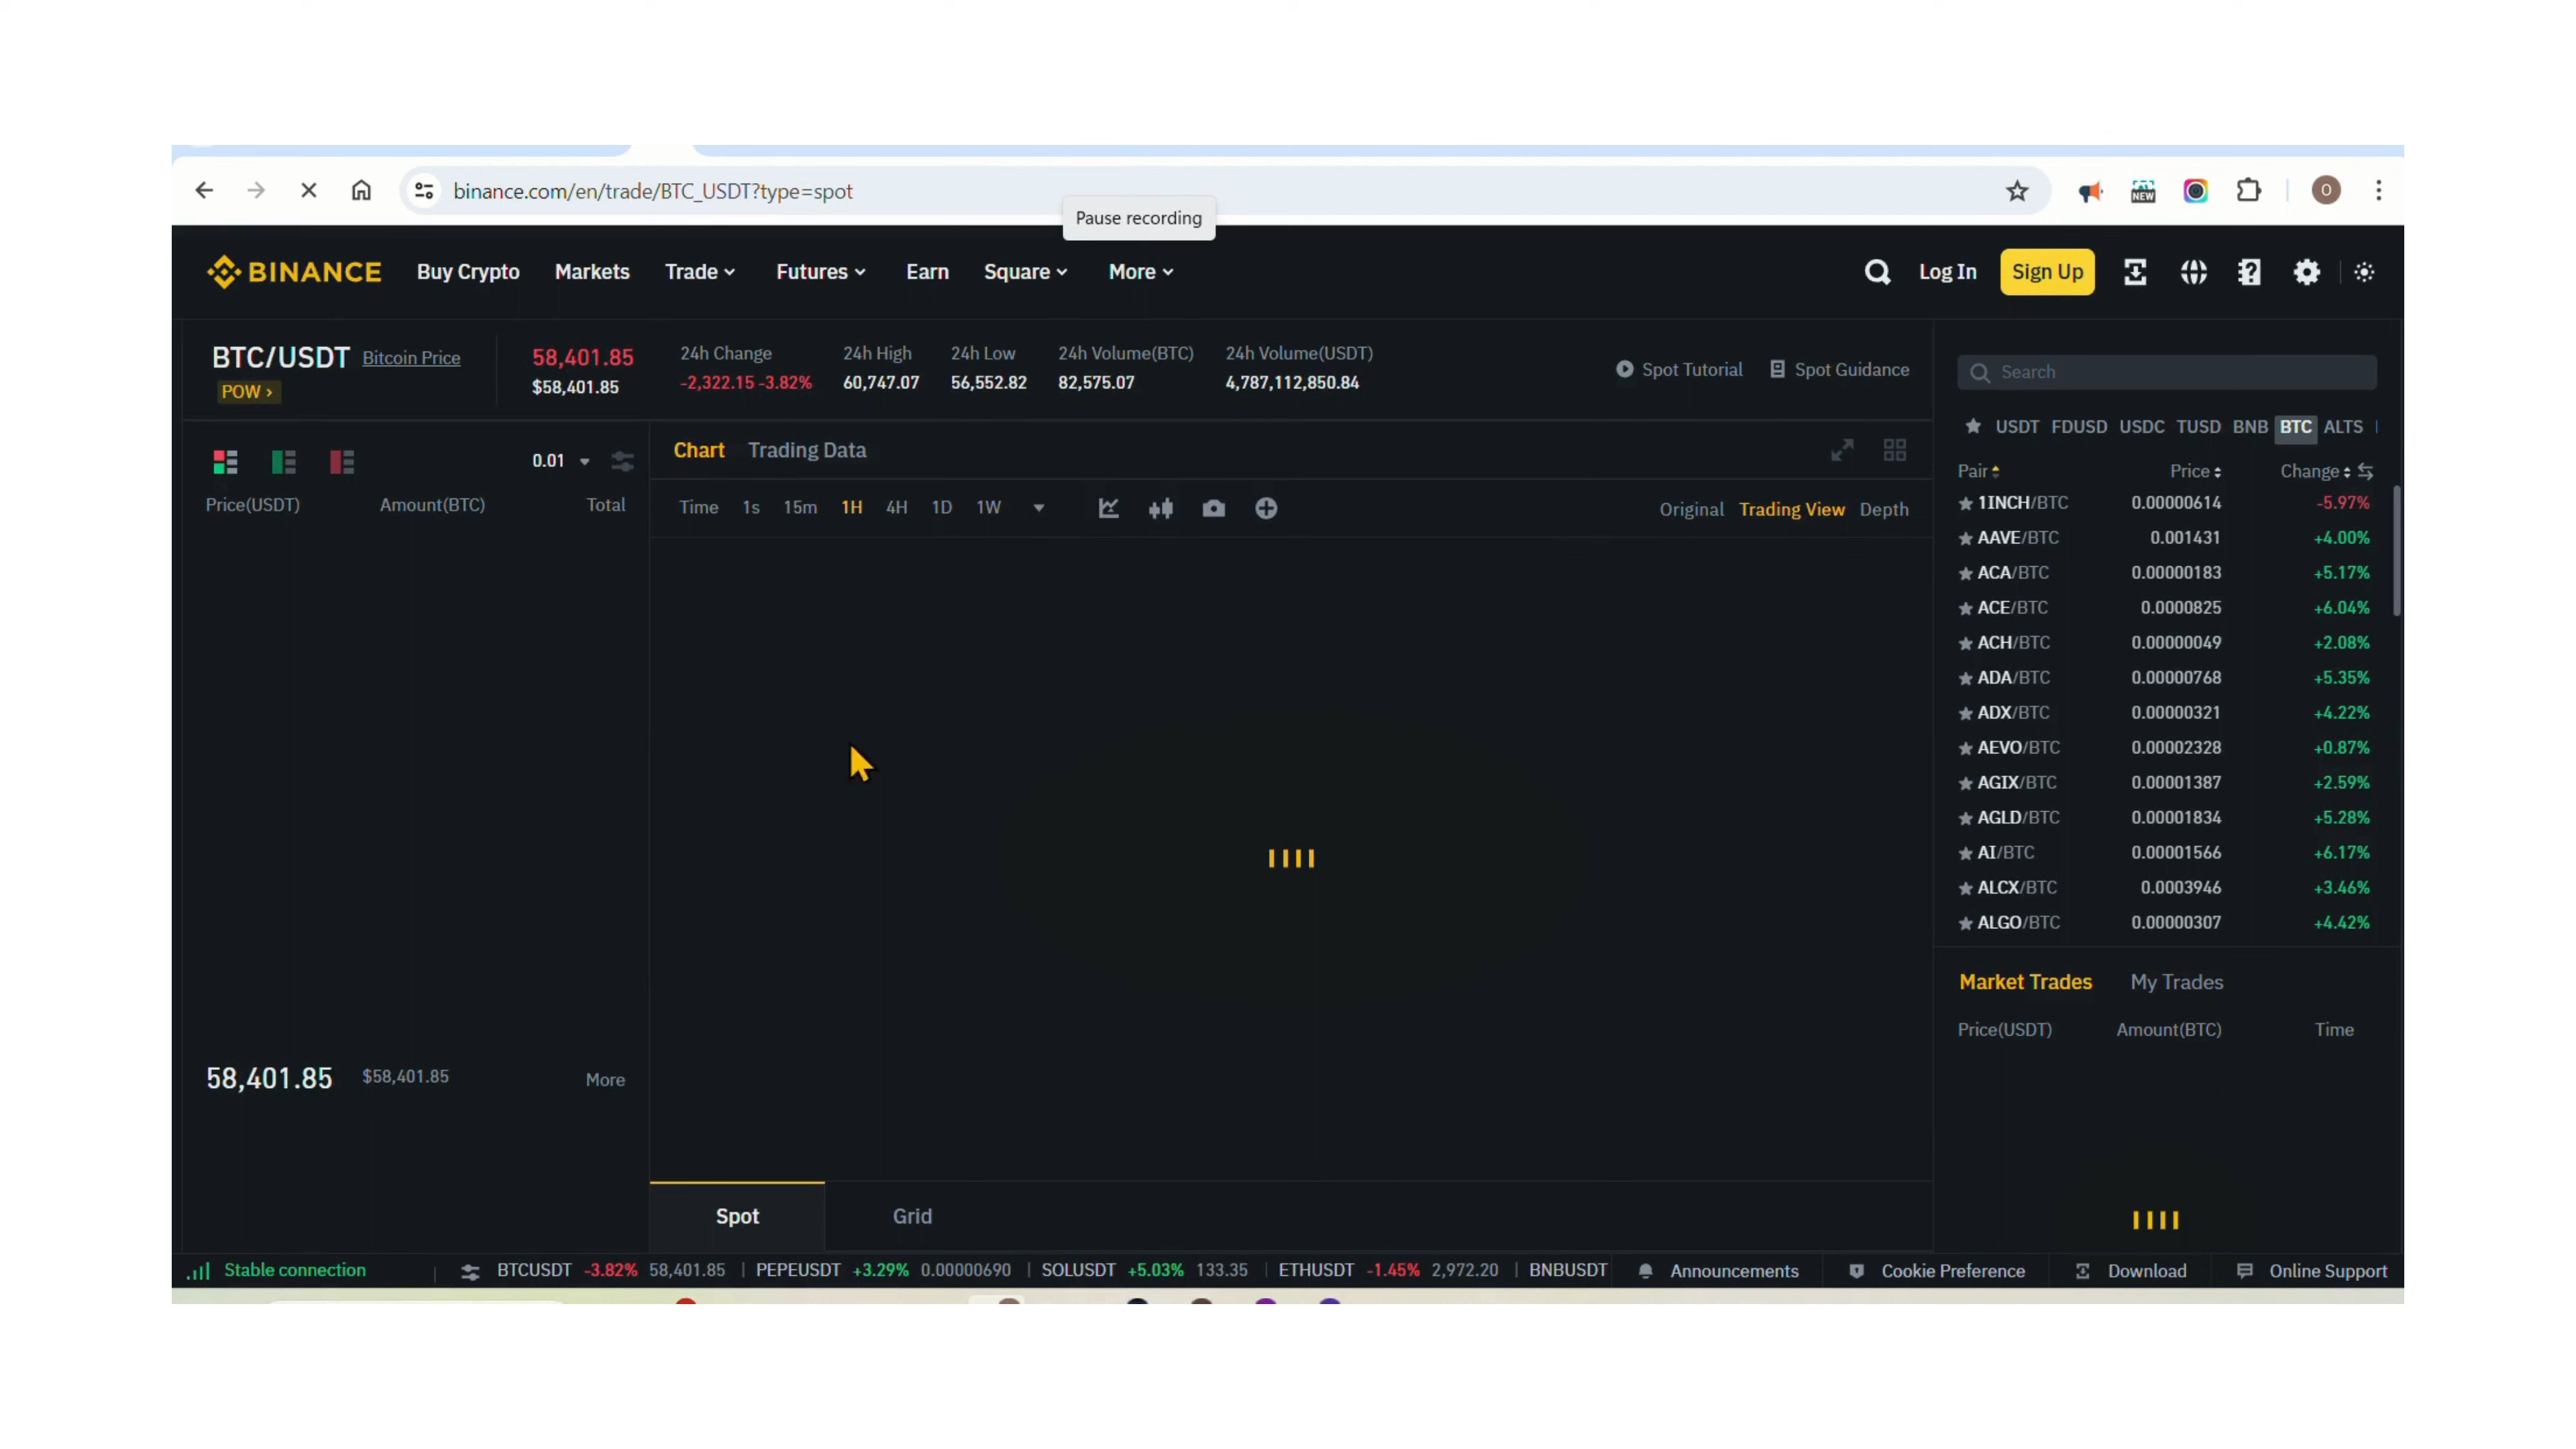 binance.com/en/trade/BTC_USDT?type=spot
NEW
O
Pause recording
BINANCE Buy Crypto Markets Trade Futures Earn Square More Log In Sign Up
BTC/USDT Bitcoin Price
POW >
58,401.85
$58,401.85
24h Change
-2,322.15 -3.82%
24h High
60,747.07
24h Low
56,552.82
24h Volume(BTC)
82,575.07
24h Volume(USDT)
4,787,112,850.84
Spot Tutorial Spot Guidance
0.01
Price(USDT) Amount(BTC) Total
58,401.85 $58,401.85 More
Chart Trading Data
Time 1s 15m 1H 4H 1D 1W
Original Trading View Depth
Spot Grid
Search
USDT FDUSD USDC TUSD BNB BTC ALTS
Pair Price Change
1INCH/BTC 0.00000614 -5.97%
AAVE/BTC 0.001431 +4.00%
ACA/BTC 0.00000183 +5.17%
ACE/BTC 0.0000825 +6.04%
ACH/BTC 0.00000049 +2.08%
ADA/BTC 0.00000768 +5.35%
ADX/BTC 0.00000321 +4.22%
AEVO/BTC 0.00002328 +0.87%
AGIX/BTC 0.00001387 +2.59%
AGLD/BTC 0.00001834 +5.28%
AI/BTC 0.00001566 +6.17%
ALCX/BTC 0.0003946 +3.46%
ALGO/BTC 0.00000307 +4.42%
Market Trades My Trades
Price(USDT) Amount(BTC) Time
Stable connection BTCUSDT -3.82% 58,401.85 PEPEUSDT +3.29% 0.00000690 SOLUSDT +5.03% 133.35 ETHUSDT -1.45% 2,972.20 BNBUSDT Announcements Cookie Preference Download Online Support